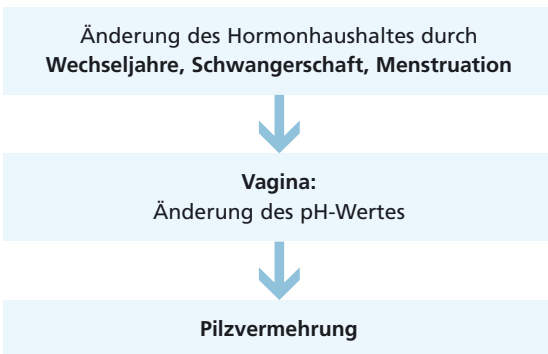 Änderung des Hormonhaushaltes durch
Wechseljahre, Schwangerschaft, Menstruation
Vagina:
Änderung des pH-Wertes
Pilzvermehrung